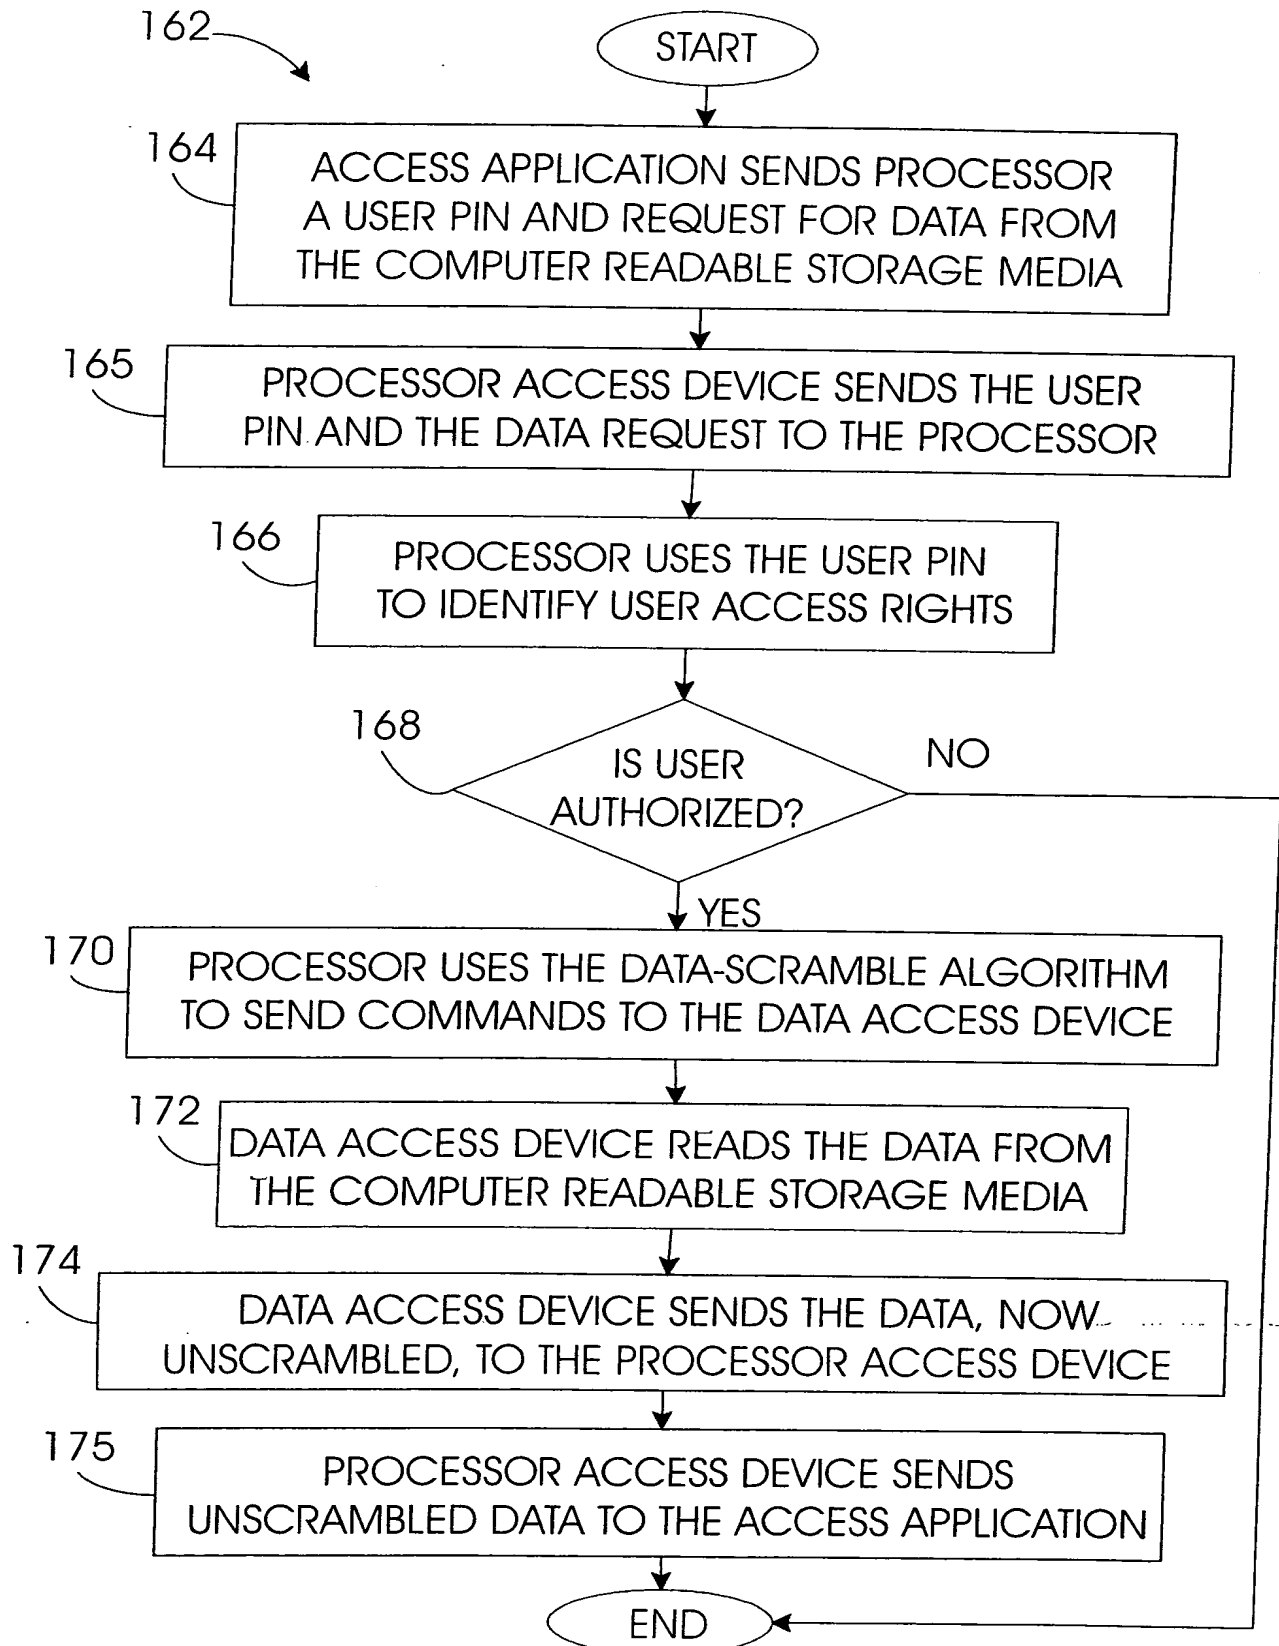 162
START
164
ACCESS APPLICATION SENDS PROCESSOR
A USER PIN AND REQUEST FOR DATA FROM
THE COMPUTER READABLE STORAGE MEDIA
165
PROCESSOR ACCESS DEVICE SENDS THE USER
PIN AND THE DATA REQUEST TO THE PROCESSOR
166
PROCESSOR USES THE USER PIN
TO IDENTIFY USER ACCESS RIGHTS
168
IS USER
AUTHORIZED?
NO
YES
170
PROCESSOR USES THE DATA-SCRAMBLE ALGORITHM
TO SEND COMMANDS TO THE DATA ACCESS DEVICE
172
DATA ACCESS DEVICE READS THE DATA FROM
THE COMPUTER READABLE STORAGE MEDIA
174
DATA ACCESS DEVICE SENDS THE DATA, NOW
UNSCRAMBLED, TO THE PROCESSOR ACCESS DEVICE
175
PROCESSOR ACCESS DEVICE SENDS
UNSCRAMBLED DATA TO THE ACCESS APPLICATION
END